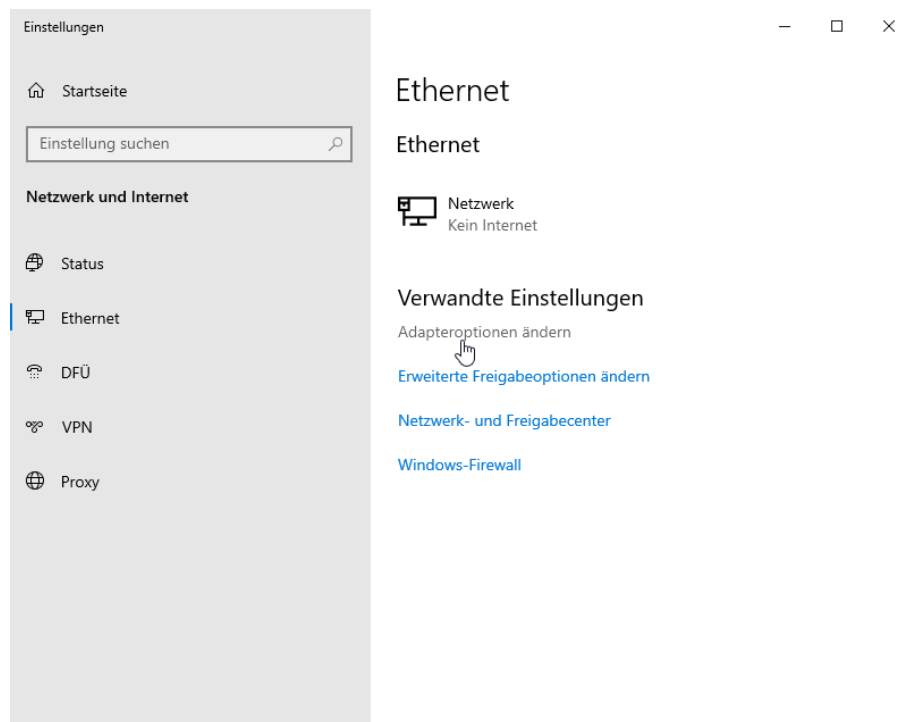 Einstellungen
Startseite
Einstellung suchen
Netzwerk und Internet
Status
Ethernet
DFÜ
VPN
Proxy
Ethernet
Ethernet
Netzwerk
Kein Internet
Verwandte Einstellungen
Adapteroptionen ändern
Erweiterte Freigabeoptionen ändern
Netzwerk- und Freigabecenter
Windows-Firewall